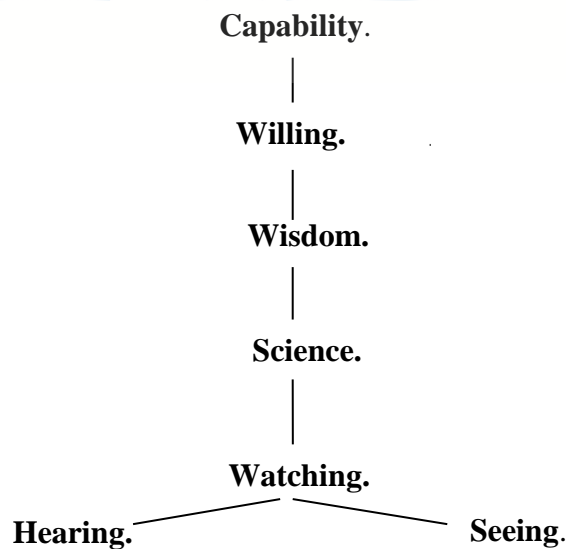 Capability.
Willing.
Wisdom.
Science.
Watching.
Hearing.
Seeing.